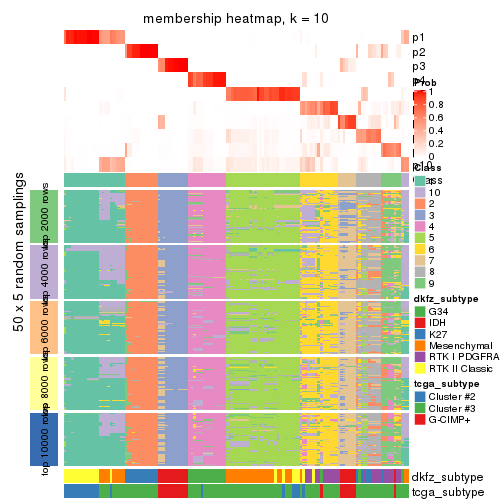 membership heatmap, k = 10
p1
p2
p3
p4
p10
Prob
1
0.8
0.6
0.4
0.2
0
Class
Class
1
10
2
3
4
5
6
7
8
9
50 x 5 random samplings
top 2000 rows
top 4000 rows
top 6000 rows
top 8000 rows
top 10000 rows
dkfz_subtype
G34
IDH
K27
Mesenchymal
RTK I PDGFRA
RTK II Classic
tcga_subtype
Cluster #2
Cluster #3
G-CIMP+
dkfz_subtype
tcga_subtype